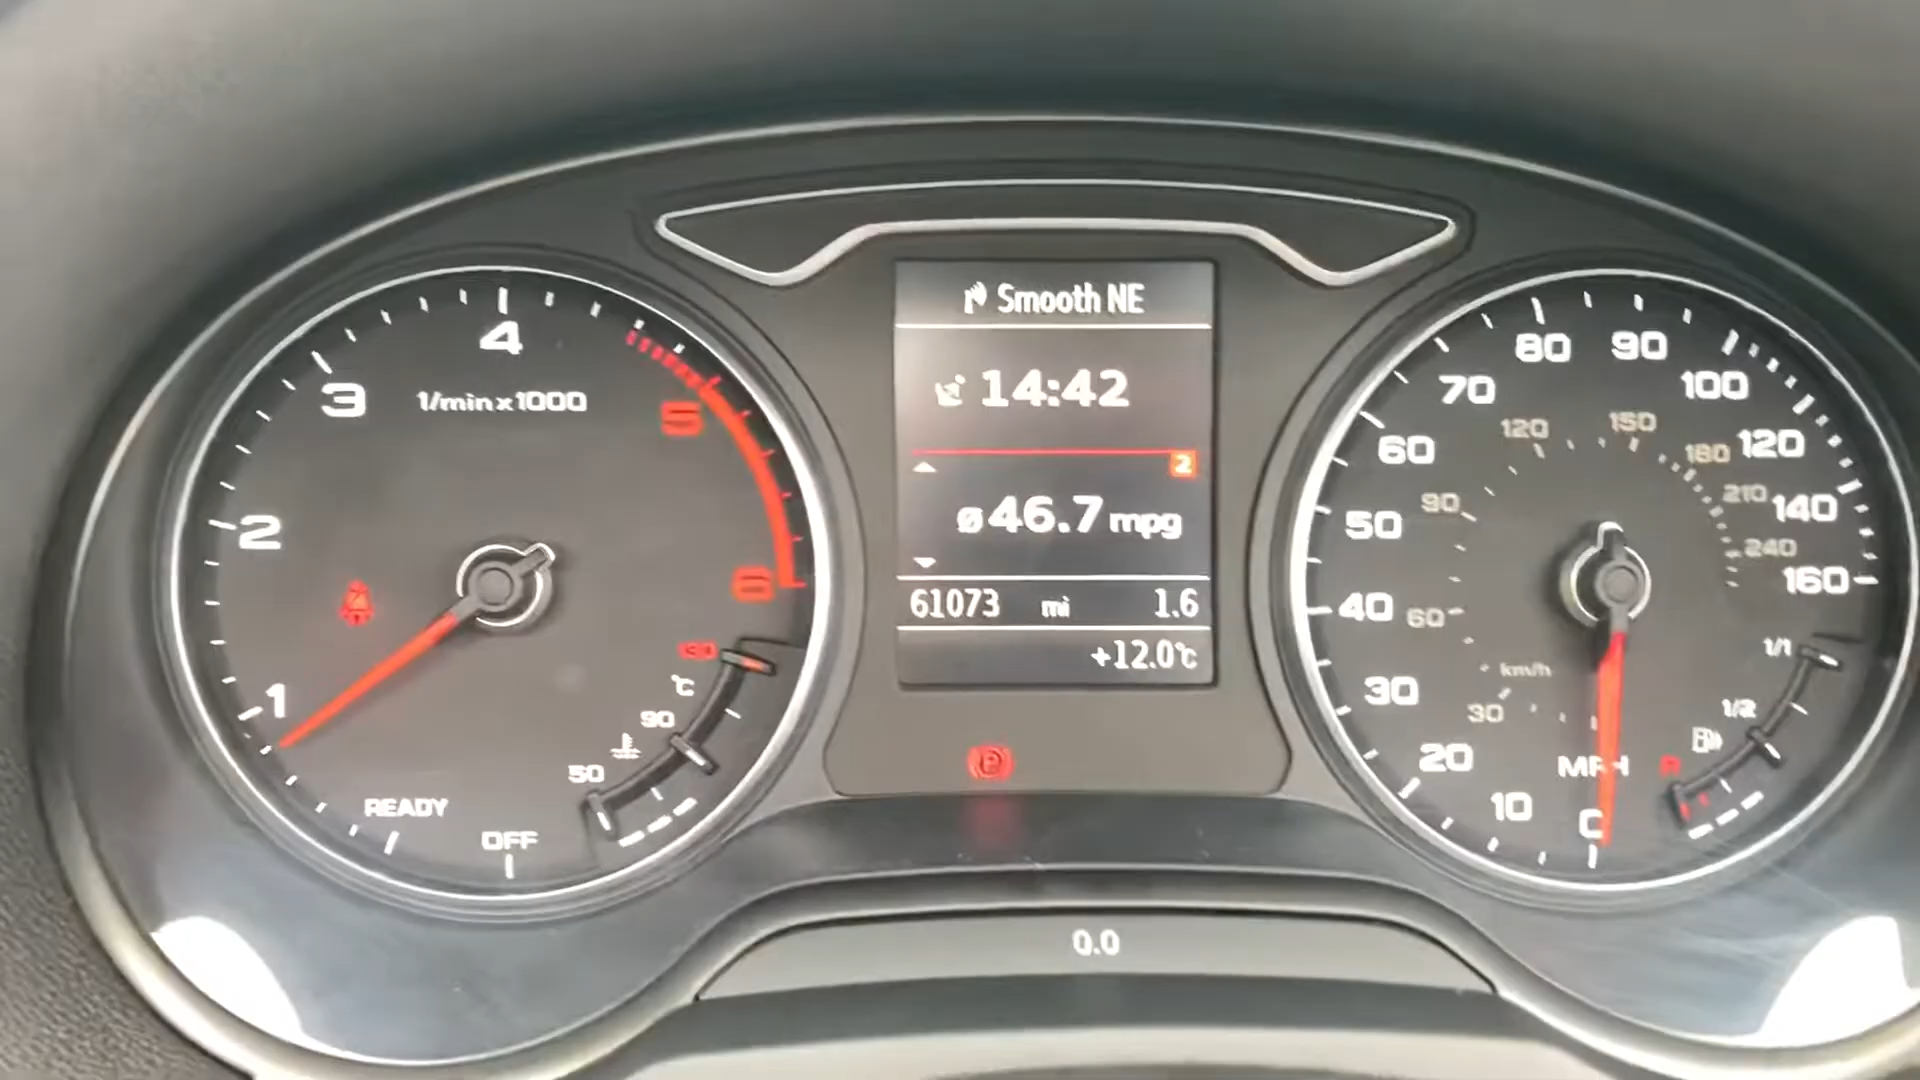 Smooth NE
14:42
2
ø46.7 mpg
61073 mi 1.6
+12.0°C
1/min x 1000
1
2
3
4
5
6
READY
OFF
50
90
130
°C
10
20
30
40
50
60
70
80
90
100
120
140
160
MPH
30
60
90
120
150
180
210
240
km/h
1/1
1/2
R
P
0.0